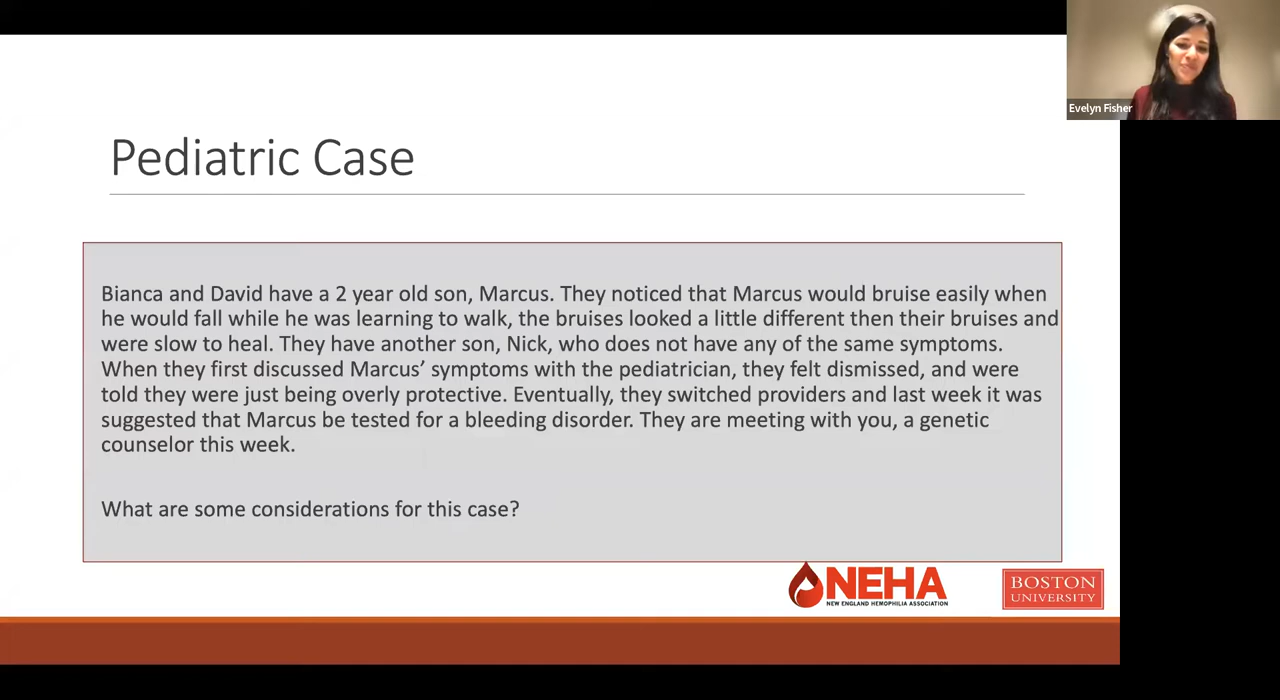 Evelyn Fisher
Pediatric Case
Bianca and David have a 2 year old son, Marcus. They noticed that Marcus would bruise easily when
he would fall while he was learning to walk, the bruises looked a little different then their bruises and
were slow to heal. They have another son, Nick, who does not have any of the same symptoms.
When they first discussed Marcus’ symptoms with the pediatrician, they felt dismissed, and were
told they were just being overly protective. Eventually, they switched providers and last week it was
suggested that Marcus be tested for a bleeding disorder. They are meeting with you, a genetic
counselor this week.
What are some considerations for this case?
NEHA
NEW ENGLAND HEMOPHILIA ASSOCIATION
BOSTON
UNIVERSITY